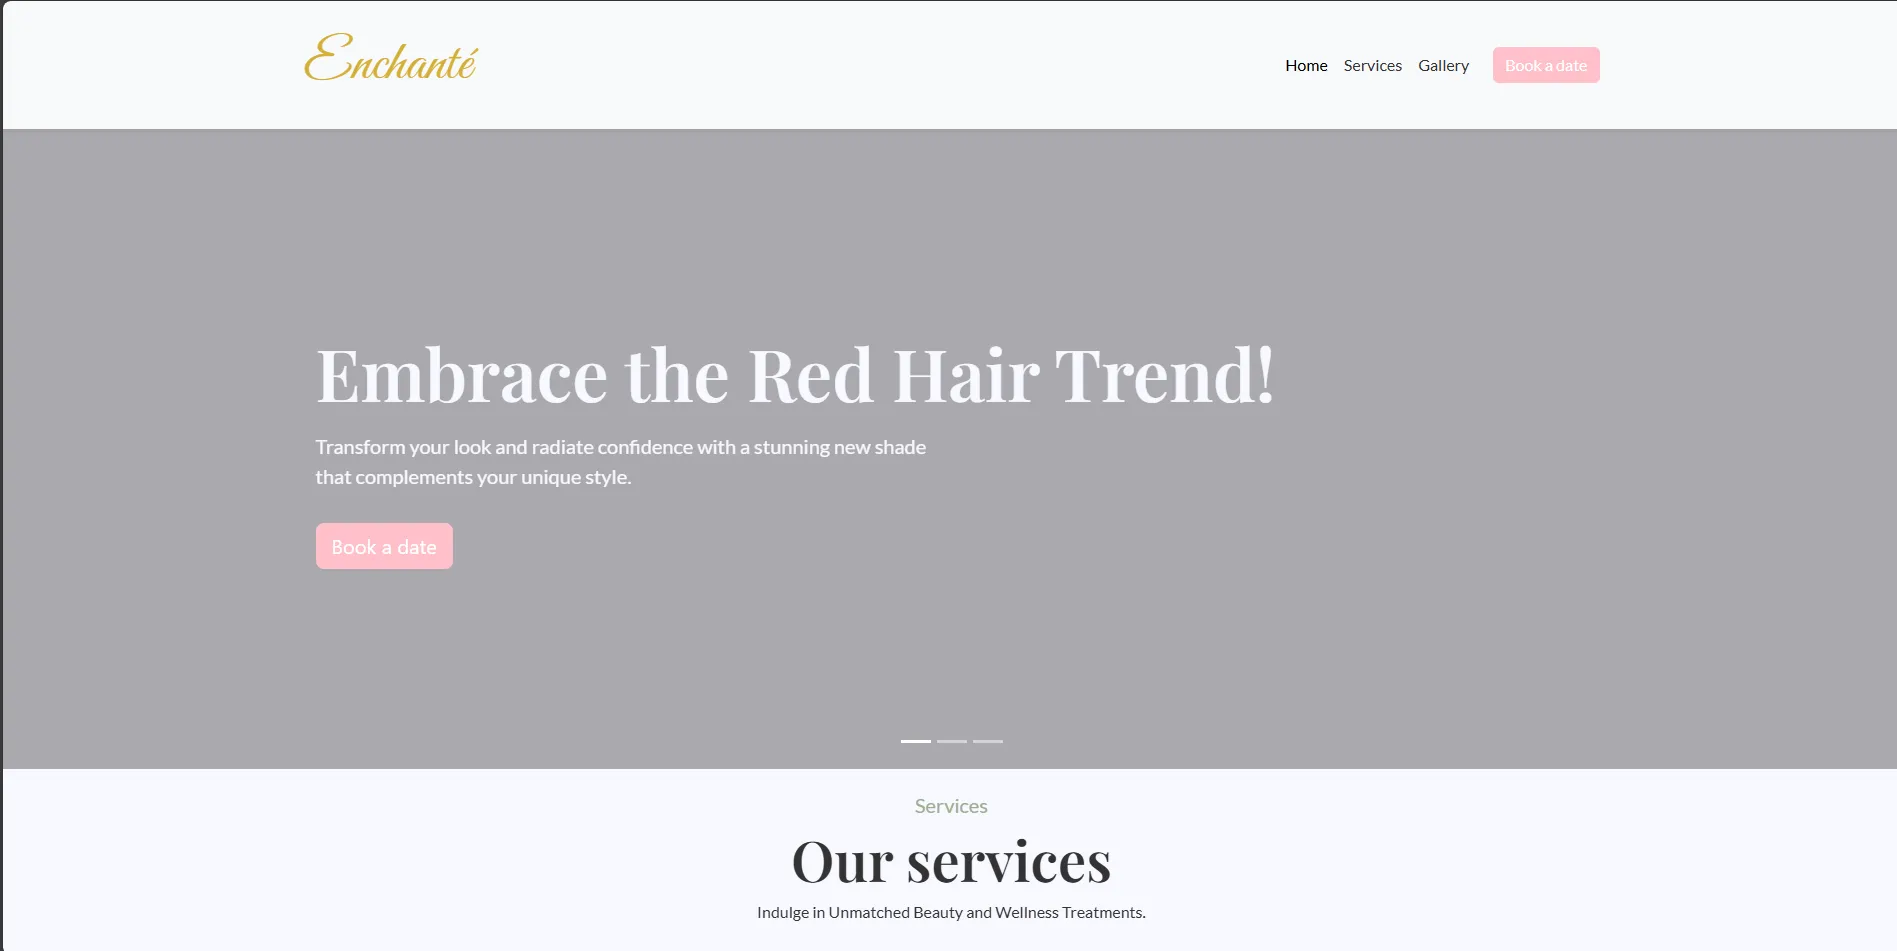 Enchanté
Home Services Gallery Book a date
Embrace the Red Hair Trend!
Transform your look and radiate confidence with a stunning new shade
that complements your unique style.
Book a date
Services
Our services
Indulge in Unmatched Beauty and Wellness Treatments.